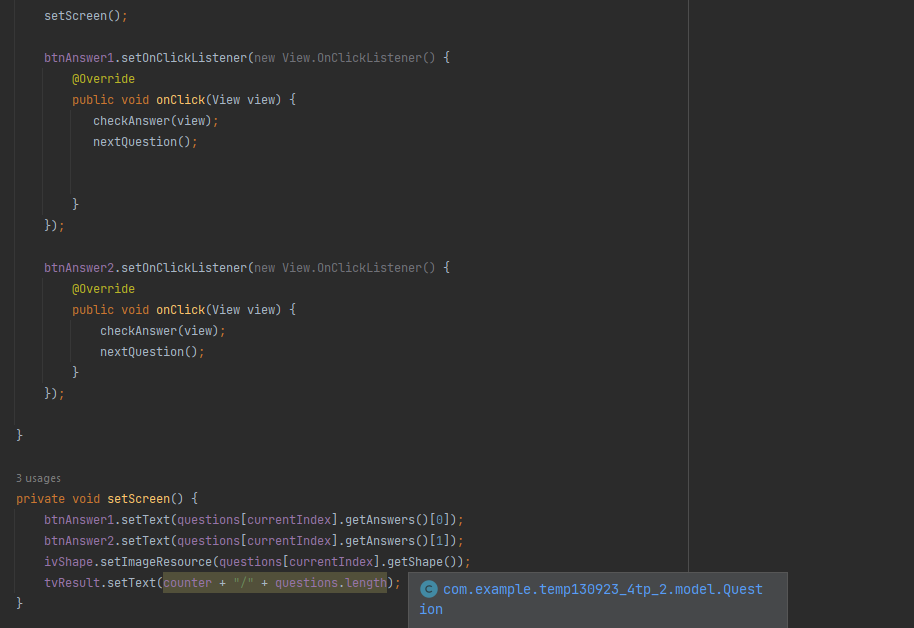 setScreen();
btnAnswer1.setOnClickListener(new View.OnClickListener() {
@Override
public void onClick(View view) {
checkAnswer(view);
nextQuestion();
}
});
btnAnswer2.setOnClickListener(new View.OnClickListener() {
@Override
public void onClick(View view) {
checkAnswer(view);
nextQuestion();
}
});
}
3 usages
private void setScreen() {
btnAnswer1.setText(questions[currentIndex].getAnswers()[0]);
btnAnswer2.setText(questions[currentIndex].getAnswers()[1]);
ivShape.setImageResource(questions[currentIndex].getShape());
tvResult.setText(counter + "/" + questions.length);
}
C com.example.temp130923_4tp_2.model.Quest
ion